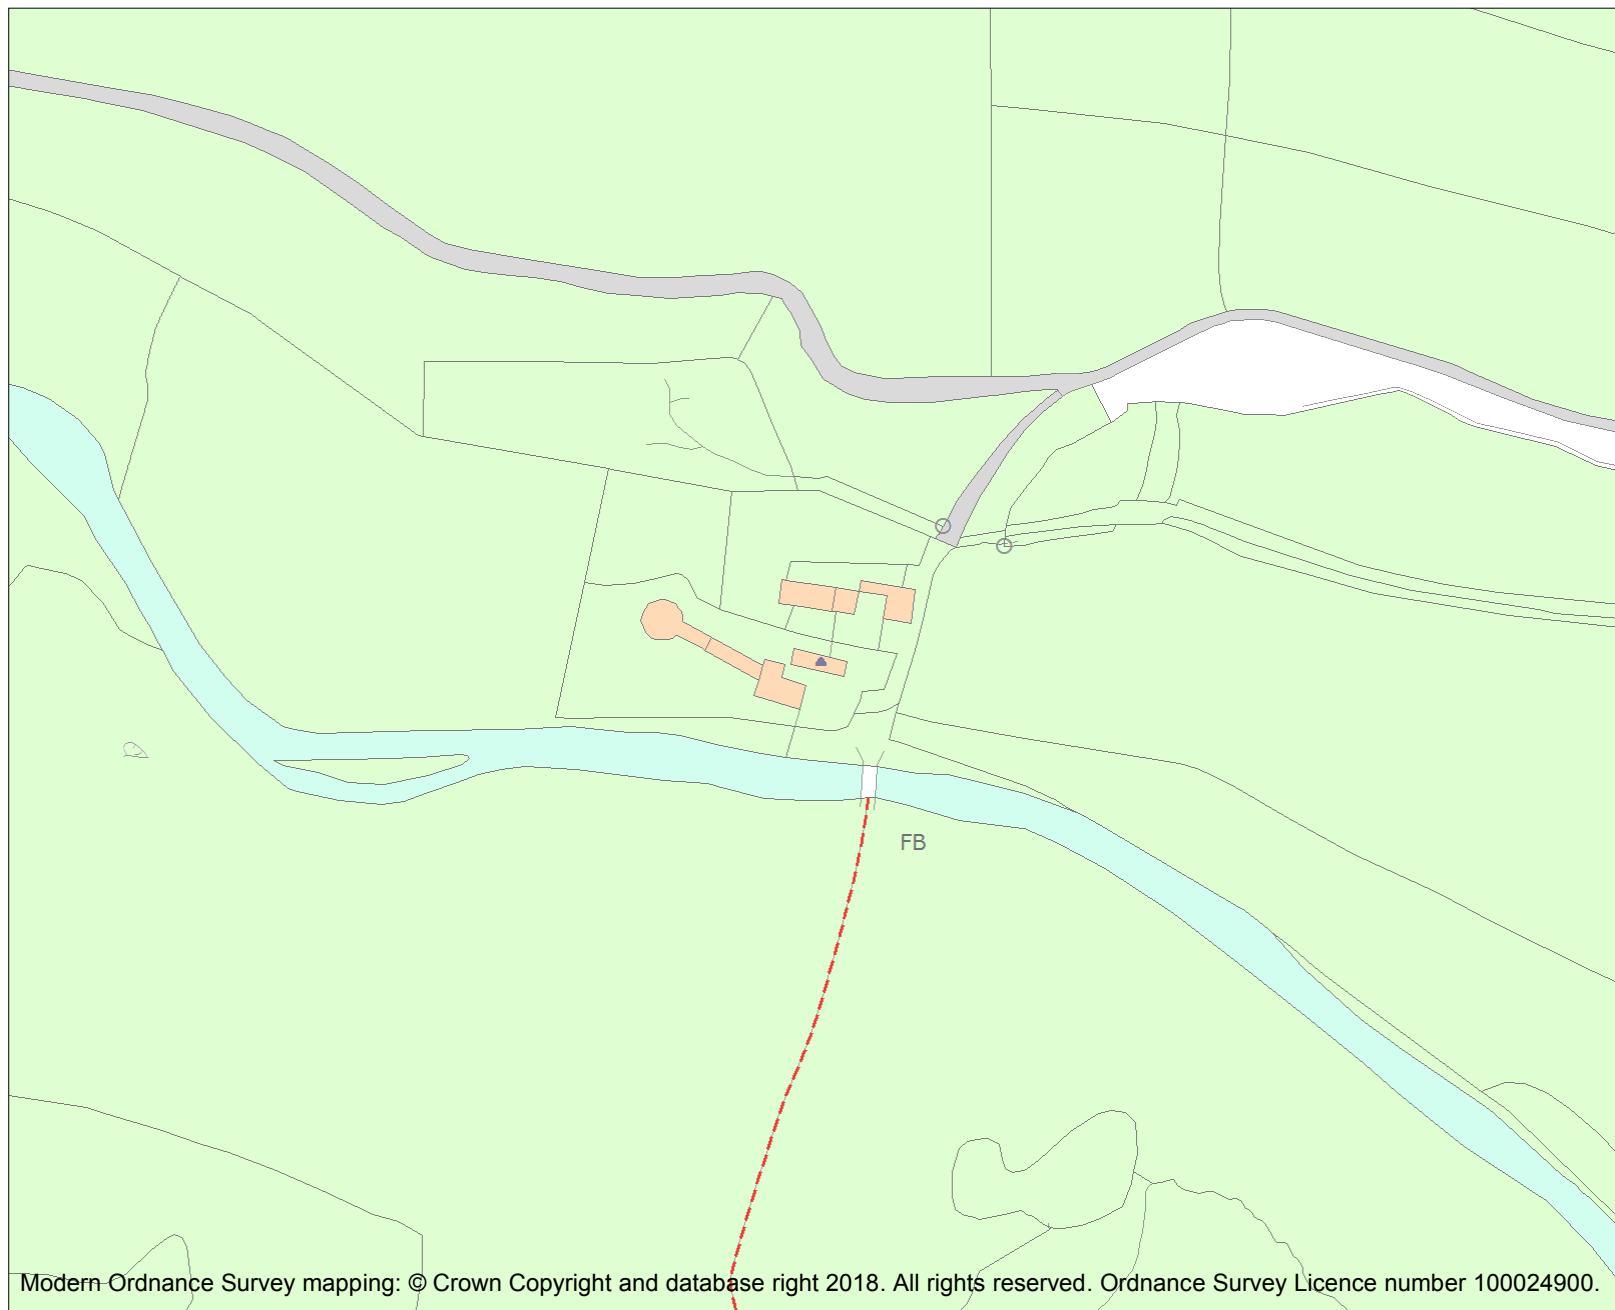 FB
Modern Ordnance Survey mapping: © Crown Copyright and database right 2018. All rights reserved. Ordnance Survey Licence number 100024900.